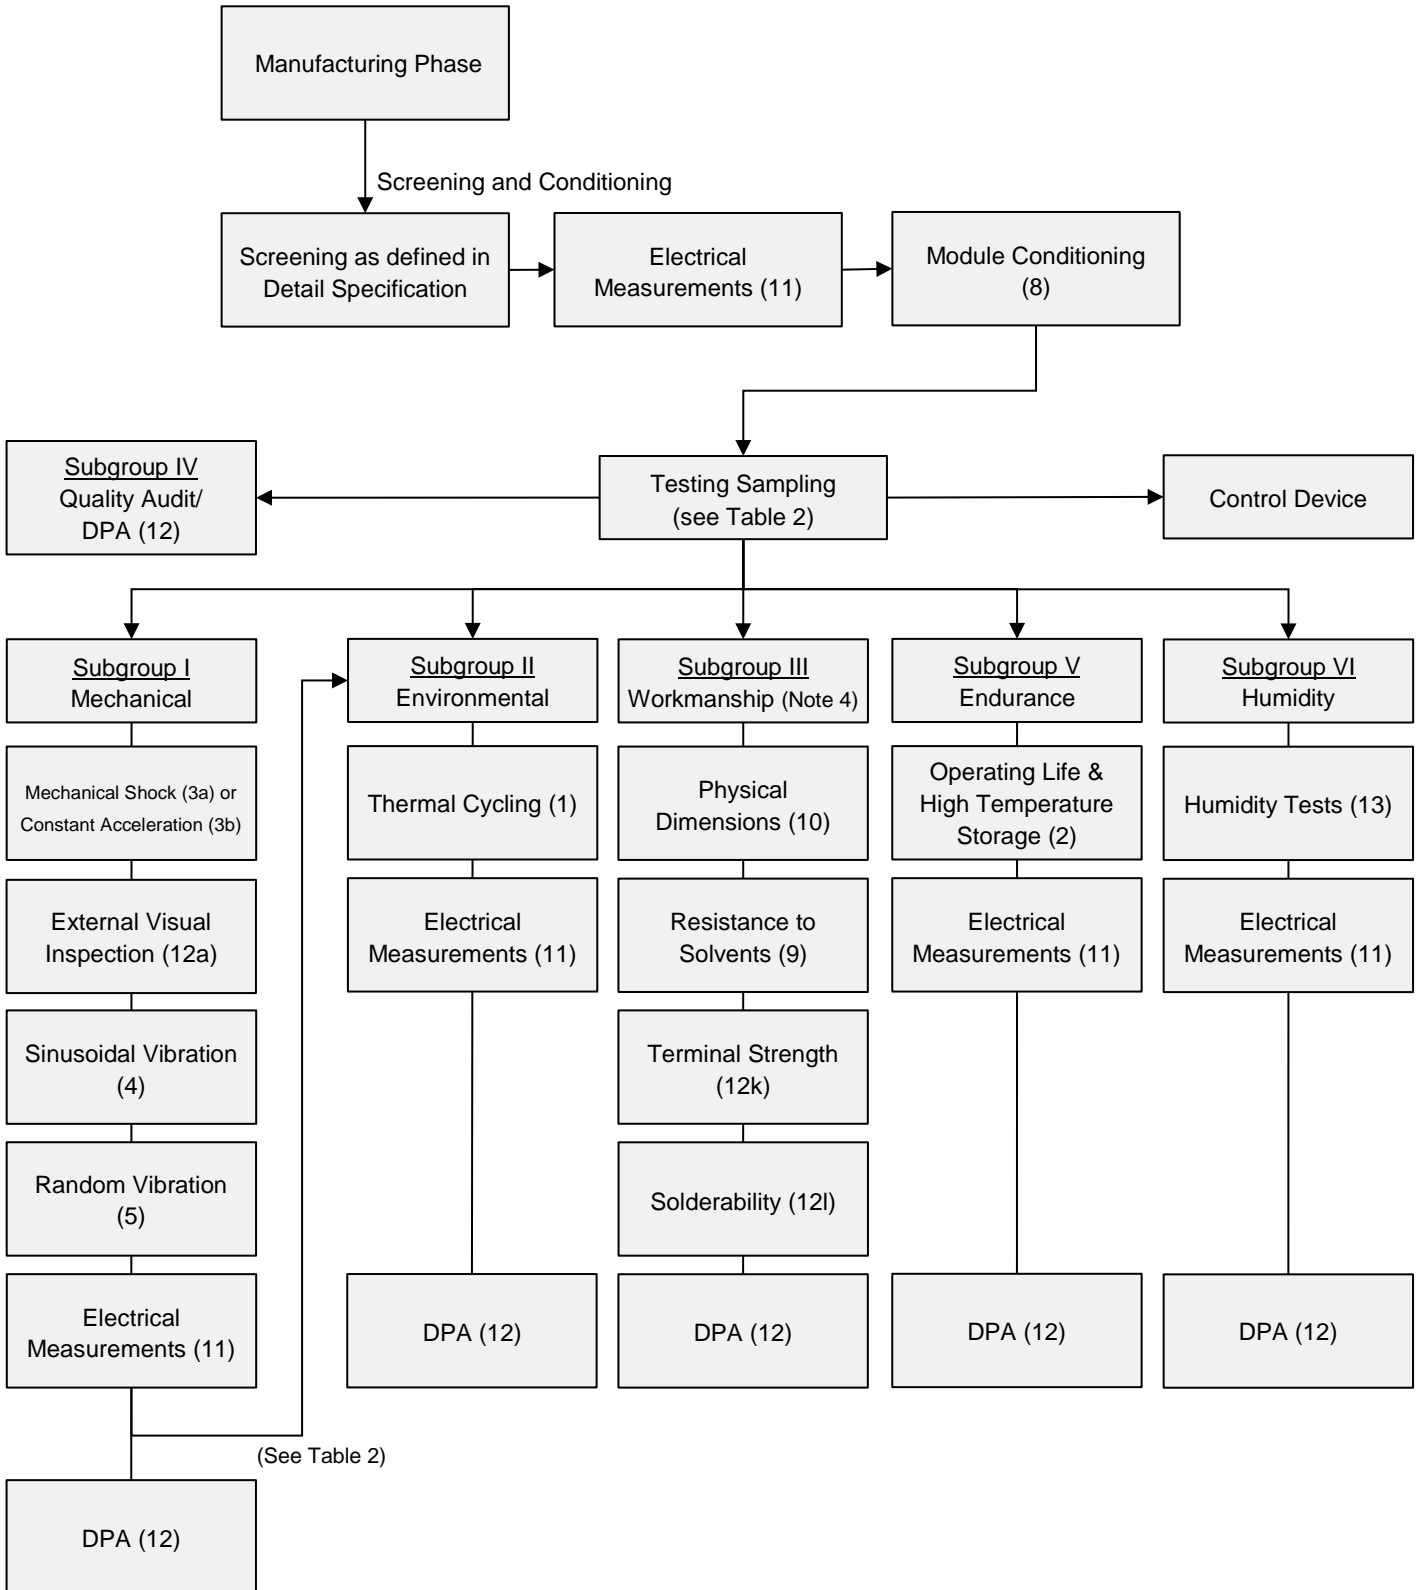 Manufacturing Phase
Screening and Conditioning
Screening as defined in
Detail Specification
Electrical
Measurements (11)
Module Conditioning
(8)
Subgroup IV
Quality Audit/
DPA (12)
Testing Sampling
(see Table 2)
Control Device
Subgroup I
Mechanical
Mechanical Shock (3a) or
Constant Acceleration (3b)
External Visual
Inspection (12a)
Sinusoidal Vibration
(4)
Random Vibration
(5)
Electrical
Measurements (11)
(See Table 2)
DPA (12)
Subgroup II
Environmental
Thermal Cycling (1)
Electrical
Measurements (11)
DPA (12)
Subgroup III
Workmanship (Note 4)
Physical
Dimensions (10)
Resistance to
Solvents (9)
Terminal Strength
(12k)
Solderability (12l)
DPA (12)
Subgroup V
Endurance
Operating Life &
High Temperature
Storage (2)
Electrical
Measurements (11)
DPA (12)
Subgroup VI
Humidity
Humidity Tests (13)
Electrical
Measurements (11)
DPA (12)